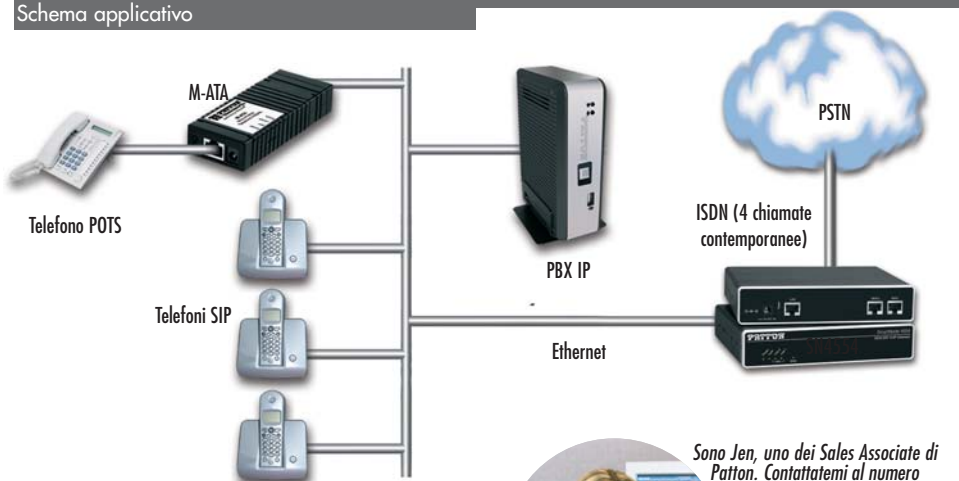 Schema applicativo
M-ATA
PSTN
Telefono POTS
ISDN (4 chiamate
contemporanee)
PBX IP
Telefoni SIP
PATTON
Ethernet
Sono Jen, uno dei Sales Associate di
Patton. Contattatemi al numero